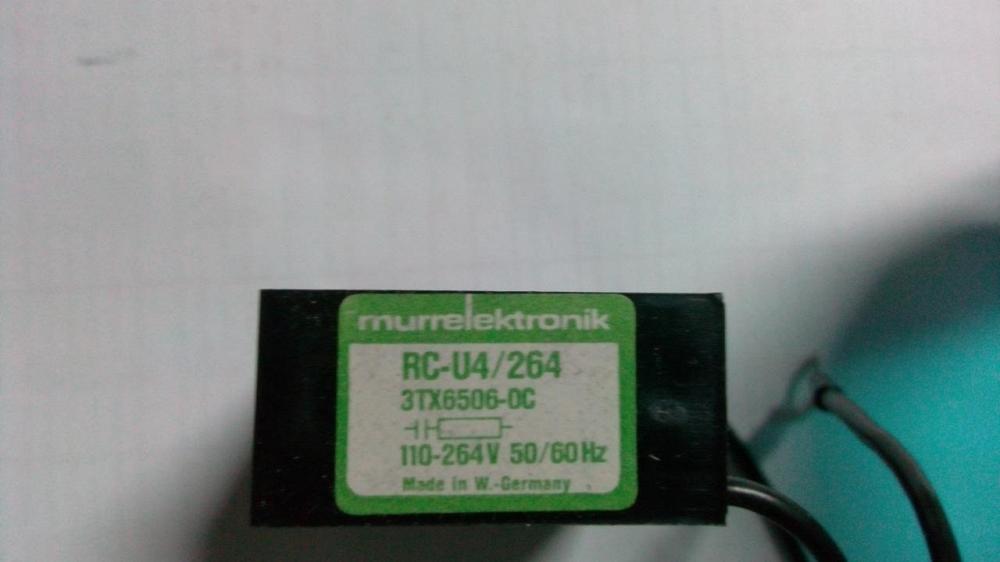 murrelektronik
RC-U4/264
3TX6506-0C
110-264V 50/60Hz
Made in W.-Germany